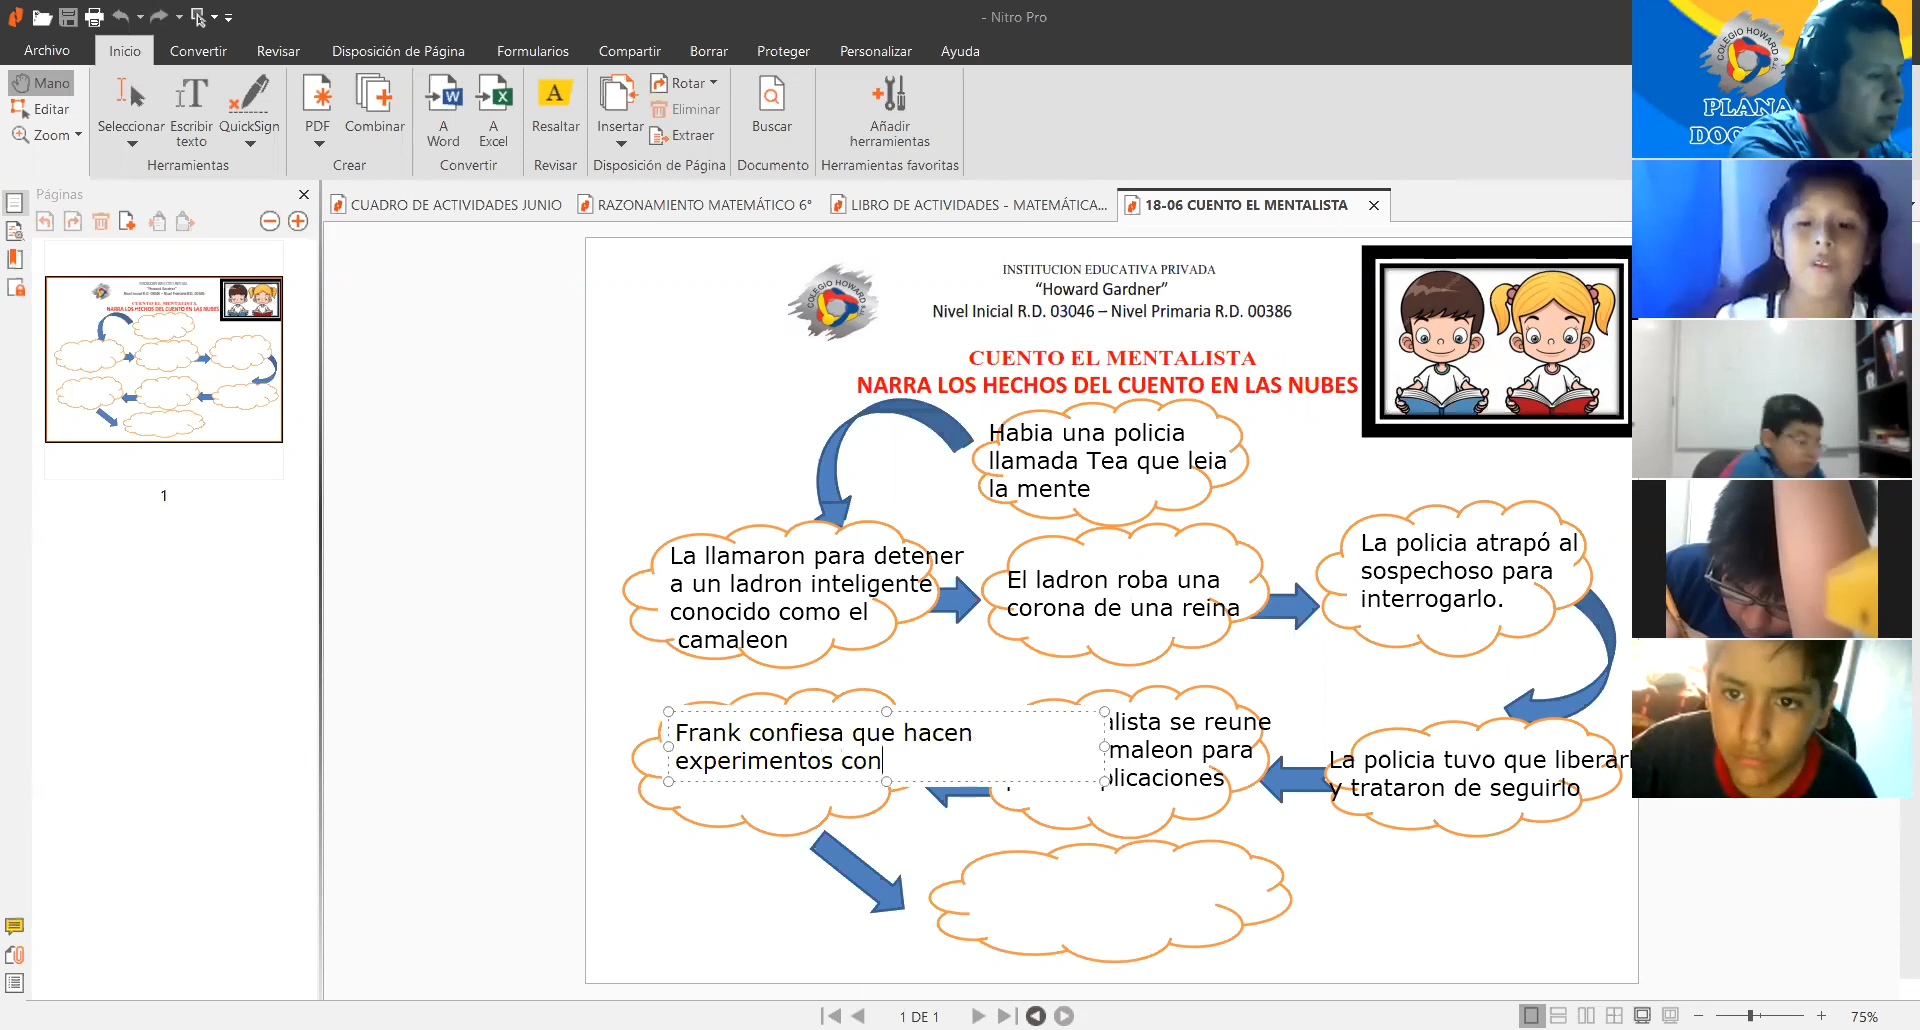 - Nitro Pro
Archivo
Inicio
Convertir
Revisar
Disposición de Página
Formularios
Compartir
Borrar
Proteger
Personalizar
Ayuda
Mano
Editar
Zoom
Seleccionar
Escribir
texto
QuickSign
Herramientas
PDF
Combinar
Crear
A
Word
A
Excel
Convertir
Resaltar
Revisar
Insertar
Rotar
Eliminar
Extraer
Disposición de Página
Buscar
Documento
Añadir
herramientas
Herramientas favoritas
Páginas
CUADRO DE ACTIVIDADES JUNIO
RAZONAMIENTO MATEMÁTICO 6°
LIBRO DE ACTIVIDADES - MATEMÁTICA...
18-06 CUENTO EL MENTALISTA
1
COLEGIO HOWARD
INSTITUCION EDUCATIVA PRIVADA
“Howard Gardner”
Nivel Inicial R.D. 03046 – Nivel Primaria R.D. 00386
CUENTO EL MENTALISTA
NARRA LOS HECHOS DEL CUENTO EN LAS NUBES
Habia una policia
llamada Tea que leia
la mente
La llamaron para detener
a un ladron inteligente
conocido como el
camaleon
El ladron roba una
corona de una reina
La policia atrapó al
sospechoso para
interrogarlo.
La policia tuvo que liberarl
y trataron de seguirlo
lista se reune
maleon para
plicaciones
Frank confiesa que hacen
experimentos con
COLEGIO HOWARD
PLANA
DOC
1 DE 1
75%